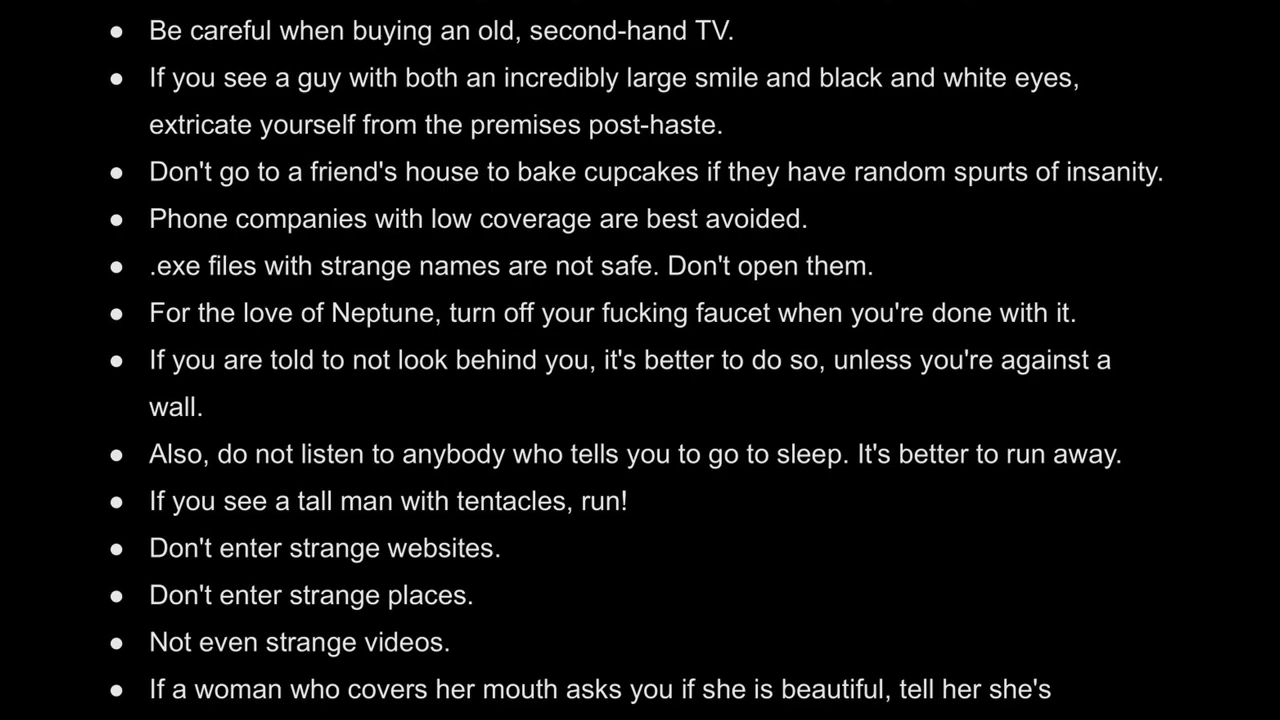 ● Be careful when buying an old, second-hand TV.
● If you see a guy with both an incredibly large smile and black and white eyes,
extricate yourself from the premises post-haste.
● Don't go to a friend's house to bake cupcakes if they have random spurts of insanity.
● Phone companies with low coverage are best avoided.
● .exe files with strange names are not safe. Don't open them.
● For the love of Neptune, turn off your fucking faucet when you're done with it.
● If you are told to not look behind you, it's better to do so, unless you're against a
wall.
● Also, do not listen to anybody who tells you to go to sleep. It's better to run away.
● If you see a tall man with tentacles, run!
● Don't enter strange websites.
● Don't enter strange places.
● Not even strange videos.
● If a woman who covers her mouth asks you if she is beautiful, tell her she's